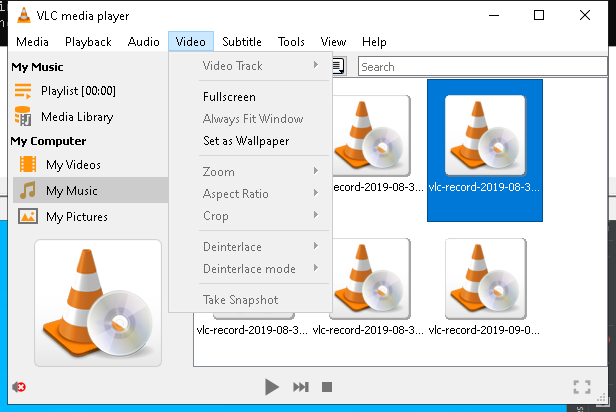 VLC media player
Media Playback Audio Video Subtitle Tools View Help
My Music
Playlist [00:00]
Media Library
My Computer
My Videos
My Music
My Pictures
Video Track
Fullscreen
Always Fit Window
Set as Wallpaper
Zoom
Aspect Ratio
Crop
Deinterlace
Deinterlace mode
Take Snapshot
Search
vlc-record-2019-08-3...
vlc-record-2019-08-3...
vlc-record-2019-08-3...
vlc-record-2019-08-3...
vlc-record-2019-09-0...